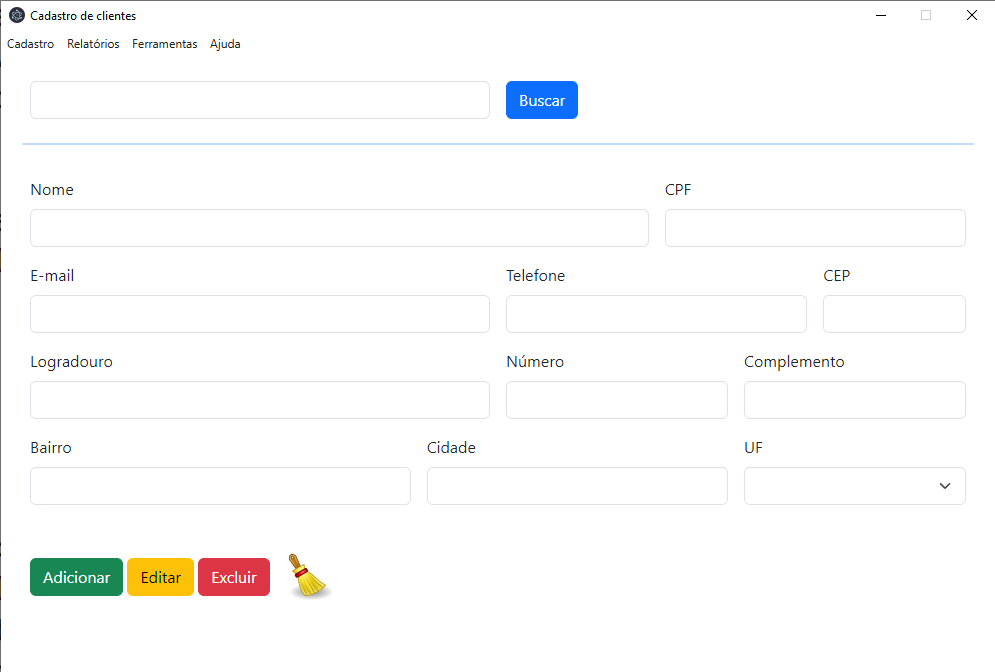 Cadastro de clientes
Cadastro Relatórios Ferramentas Ajuda
Buscar
Nome CPF
E-mail Telefone CEP
Logradouro Número Complemento
Bairro Cidade UF
Adicionar Editar Excluir